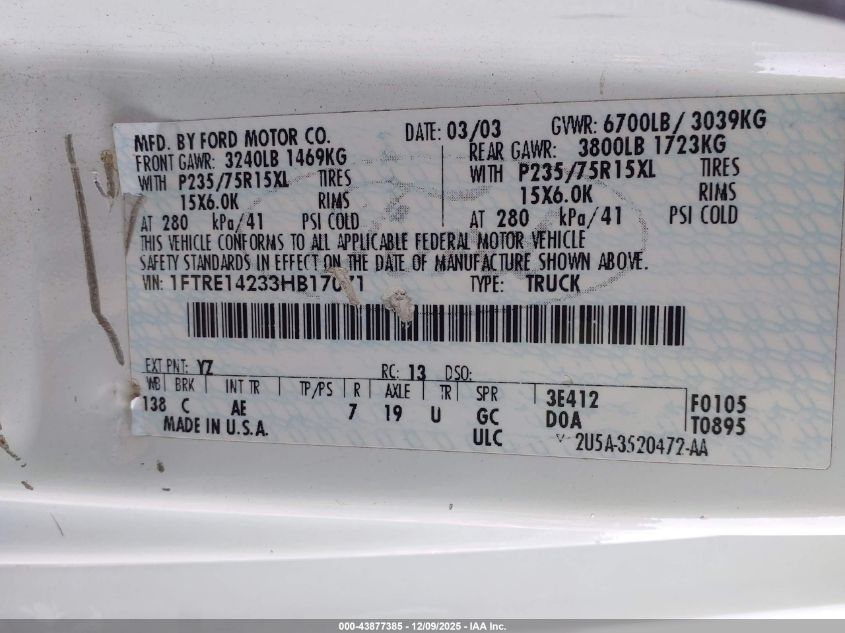 MFD. BY FORD MOTOR CO. DATE: 03/03 GVWR: 6700LB/ 3039KG
FRONT GAWR: 3240LB 1469KG REAR GAWR: 3800LB 1723KG
WITH P235/75R15XL TIRES WITH P235/75R15XL TIRES
15X6.0K RIMS 15X6.0K RIMS
AT 280 kPa/41 PSI COLD AT 280 kPa/41 PSI COLD
THIS VEHICLE CONFORMS TO ALL APPLICABLE FEDERAL MOTOR VEHICLE
SAFETY STANDARDS IN EFFECT ON THE DATE OF MANUFACTURE SHOWN ABOVE.
VIN: 1FTRE14233HB17071 TYPE: TRUCK
EXT PNT: YZ RC: 13 DSO:
WB BRK INT TR TP/PS R AXLE TR SPR 3E412 F0105
138 C AE 7 19 U GC D0A T0895
MADE IN U.S.A. ULC 2U5A-3520472-AA
000-43877385 - 12/09/2025 - IAA Inc.